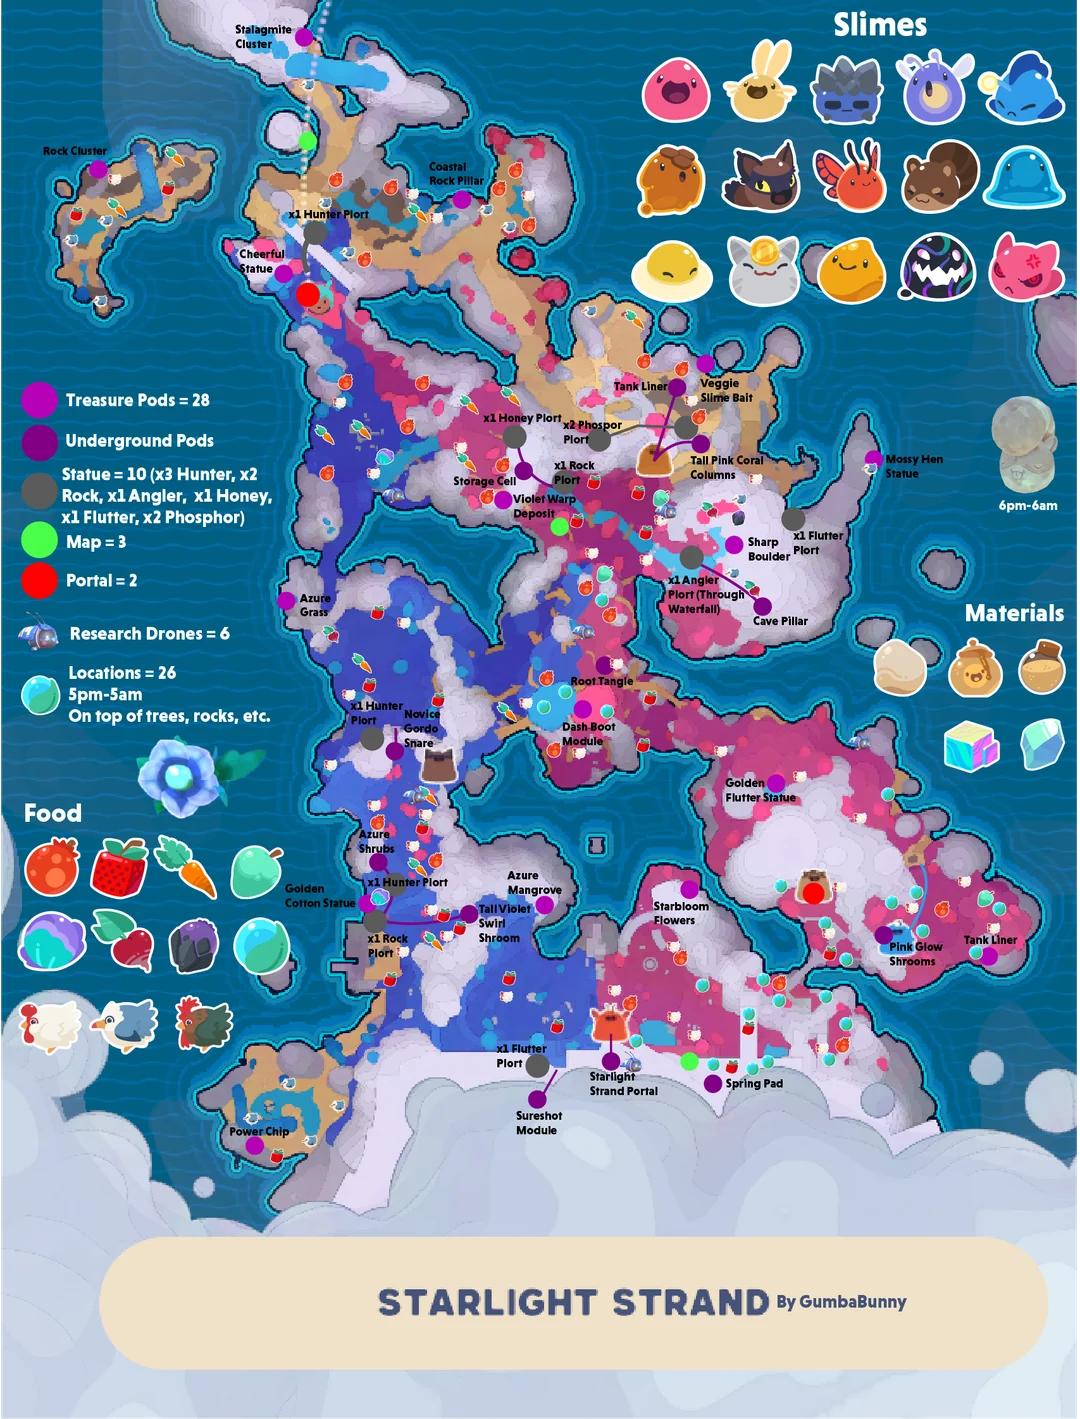 Slimes
Stalagmite
Cluster
Rock Cluster
Coastal
Rock Pillar
x1 Hunter Plort
Cheerful
Statue
Treasure Pods = 28
Underground Pods
Statue = 10 (x3 Hunter, x2
Rock, x1 Angler, x1 Honey,
x1 Flutter, x2 Phosphor)
Map = 3
Portal = 2
Research Drones = 6
Locations = 26
5pm-5am
On top of trees, rocks, etc.
Tank Liner
Veggie
Slime Bait
x1 Honey Plort
x2 Phospor
Plort
Tall Pink Coral
Columns
x1 Rock
Plort
Storage Cell
Violet Warp
Deposit
Mossy Hen
Statue
6pm-6am
Sharp
Boulder
x1 Flutter
Plort
x1 Angler
Plort (Through
Waterfall)
Cave Pillar
Azure
Grass
Materials
Root Tangle
x1 Hunter
Plort
Novice
Gordo
Snare
Dash Boot
Module
Golden
Flutter Statue
Food
Azure
Shrubs
x1 Hunter Plort
Golden
Cotton Statue
Azure
Mangrove
Tall Violet
Swirl
Shroom
x1 Rock
Plort
Starbloom
Flowers
Pink Glow
Shrooms
Tank Liner
x1 Flutter
Plort
Starlight
Strand Portal
Spring Pad
Sureshot
Module
Power Chip
STARLIGHT STRAND By GumbaBunny